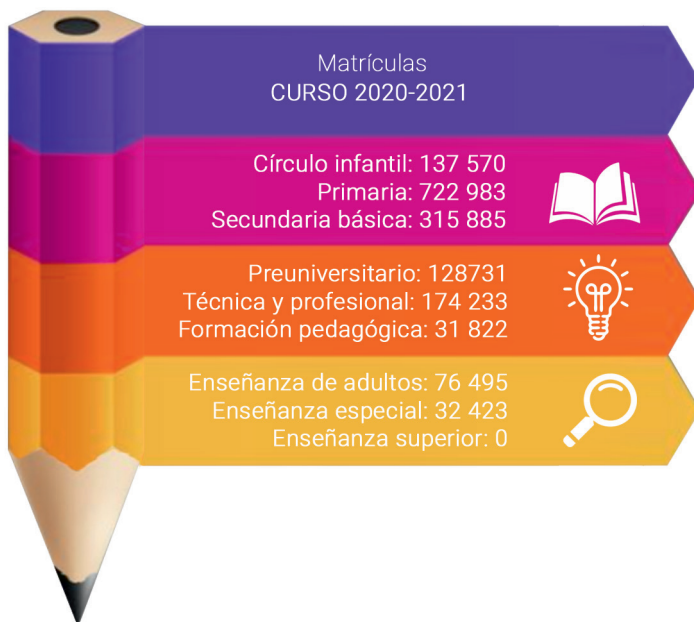 Matrículas
CURSO 2020-2021
Círculo infantil: 137 570
Primaria: 722 983
Secundaria básica: 315 885
Preuniversitario: 128731
Técnica y profesional: 174 233
Formación pedagógica: 31 822
Enseñanza de adultos: 76 495
Enseñanza especial: 32 423
Enseñanza superior: 0